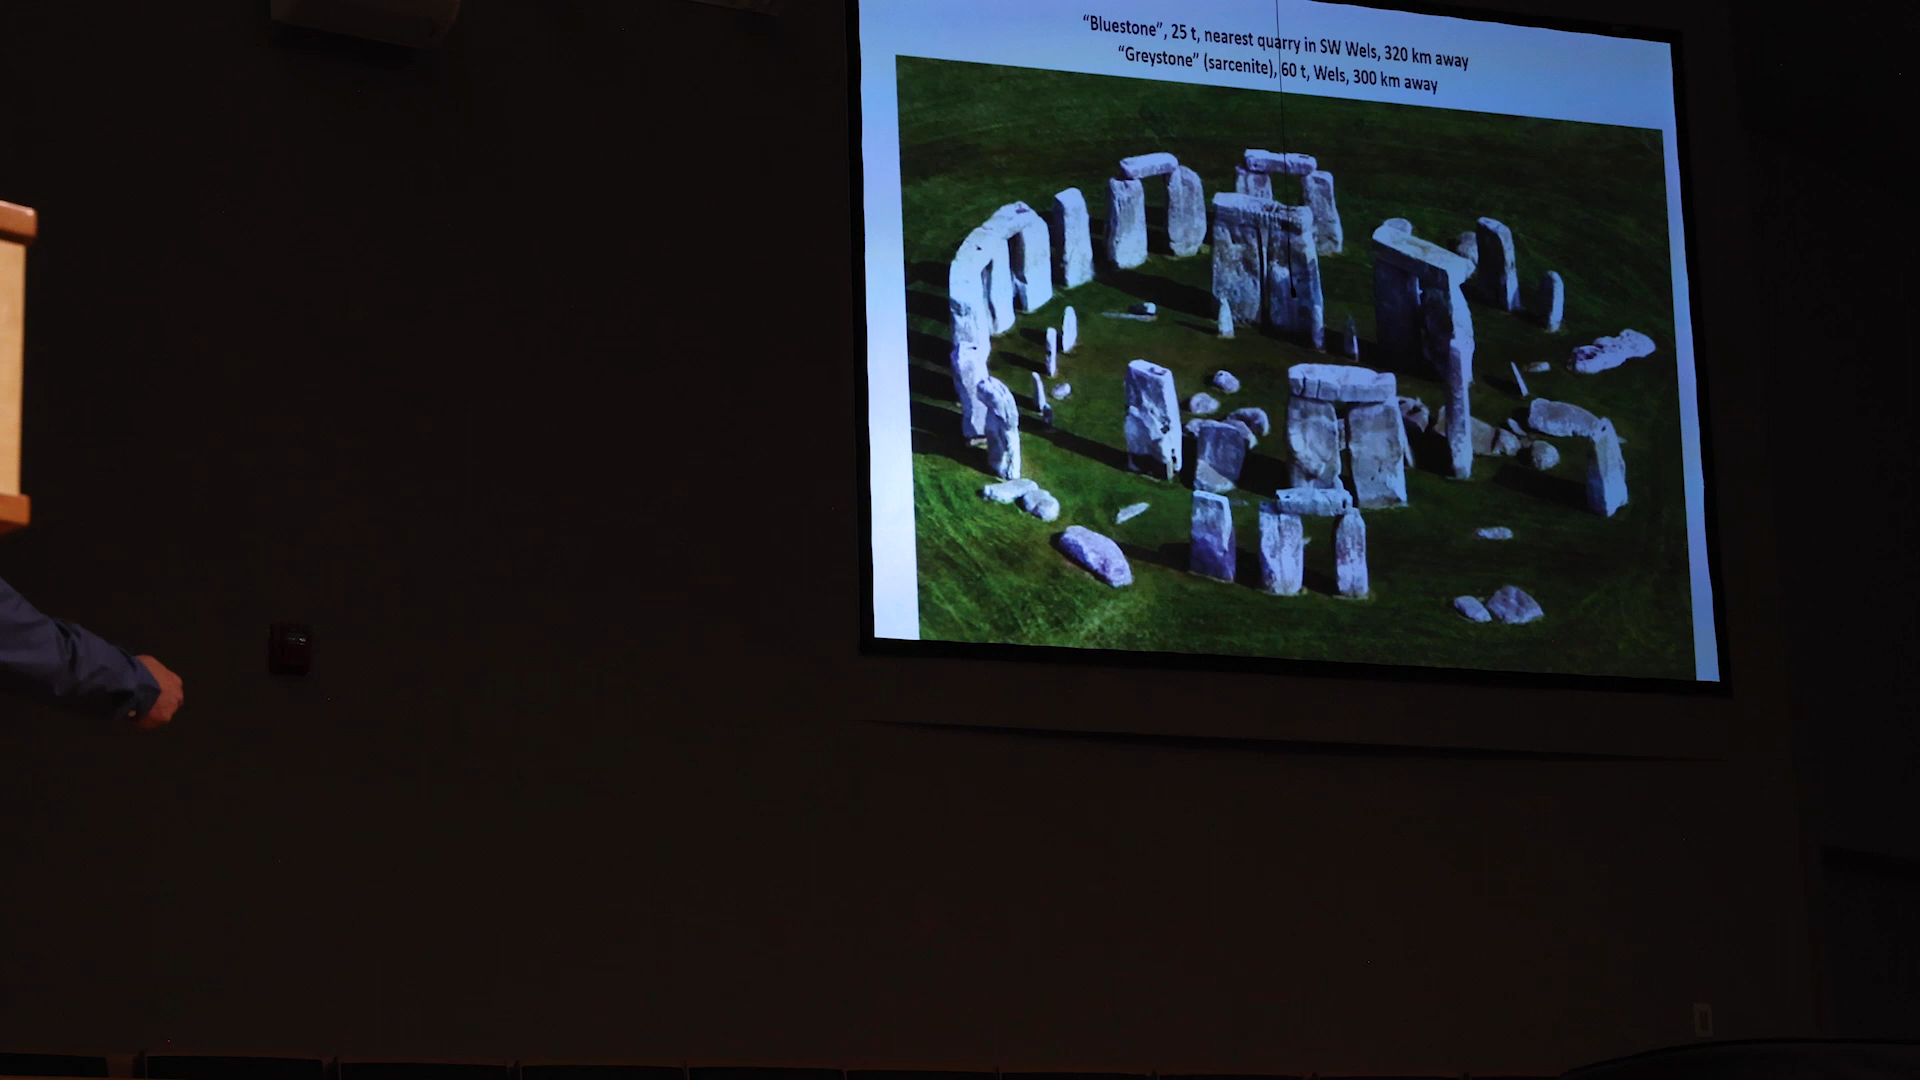 “Bluestone”, 25 t, nearest quarry in SW Wels, 320 km away
“Greystone” (sarcenite), 60 t, Wels, 300 km away